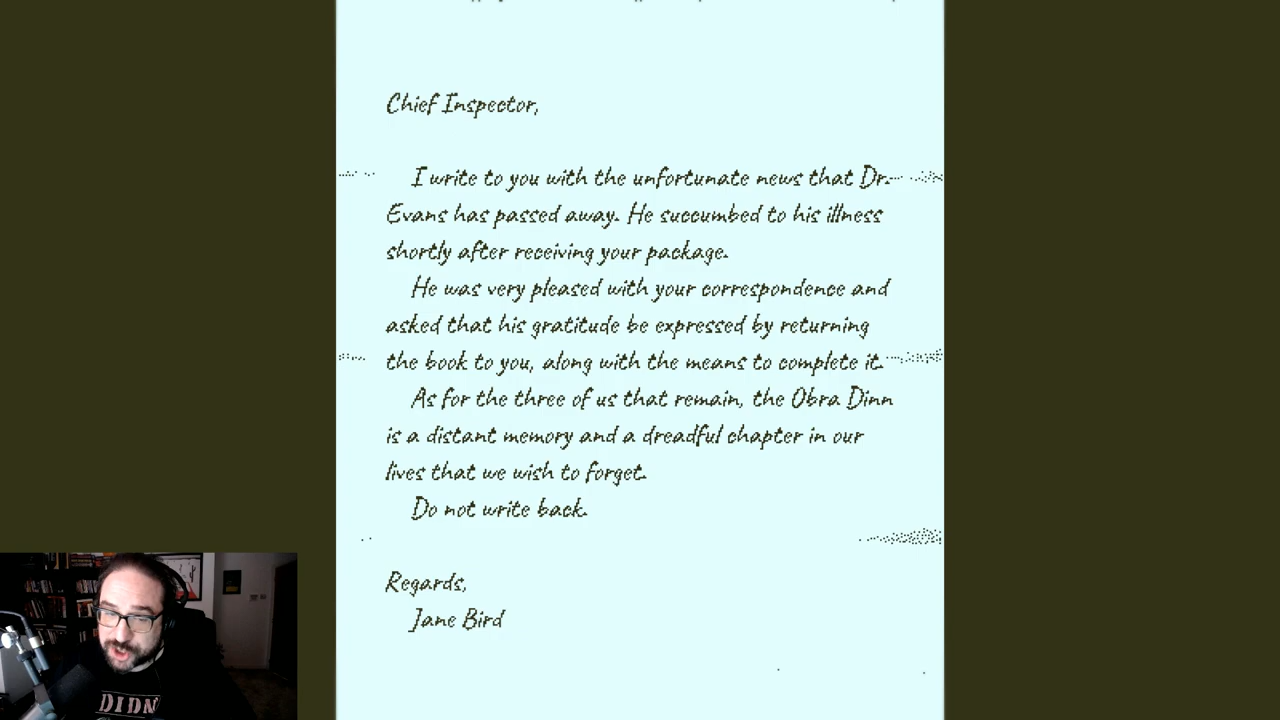 Chief Inspector,
I write to you with the unfortunate news that Dr.
Evans has passed away. He succumbed to his illness
shortly after receiving your package.
He was very pleased with your correspondence and
asked that his gratitude be expressed by returning
the book to you, along with the means to complete it.
As for the three of us that remain, the Obra Dinn
is a distant memory and a dreadful chapter in our
lives that we wish to forget.
Do not write back.
Regards,
Jane Bird
DIDN